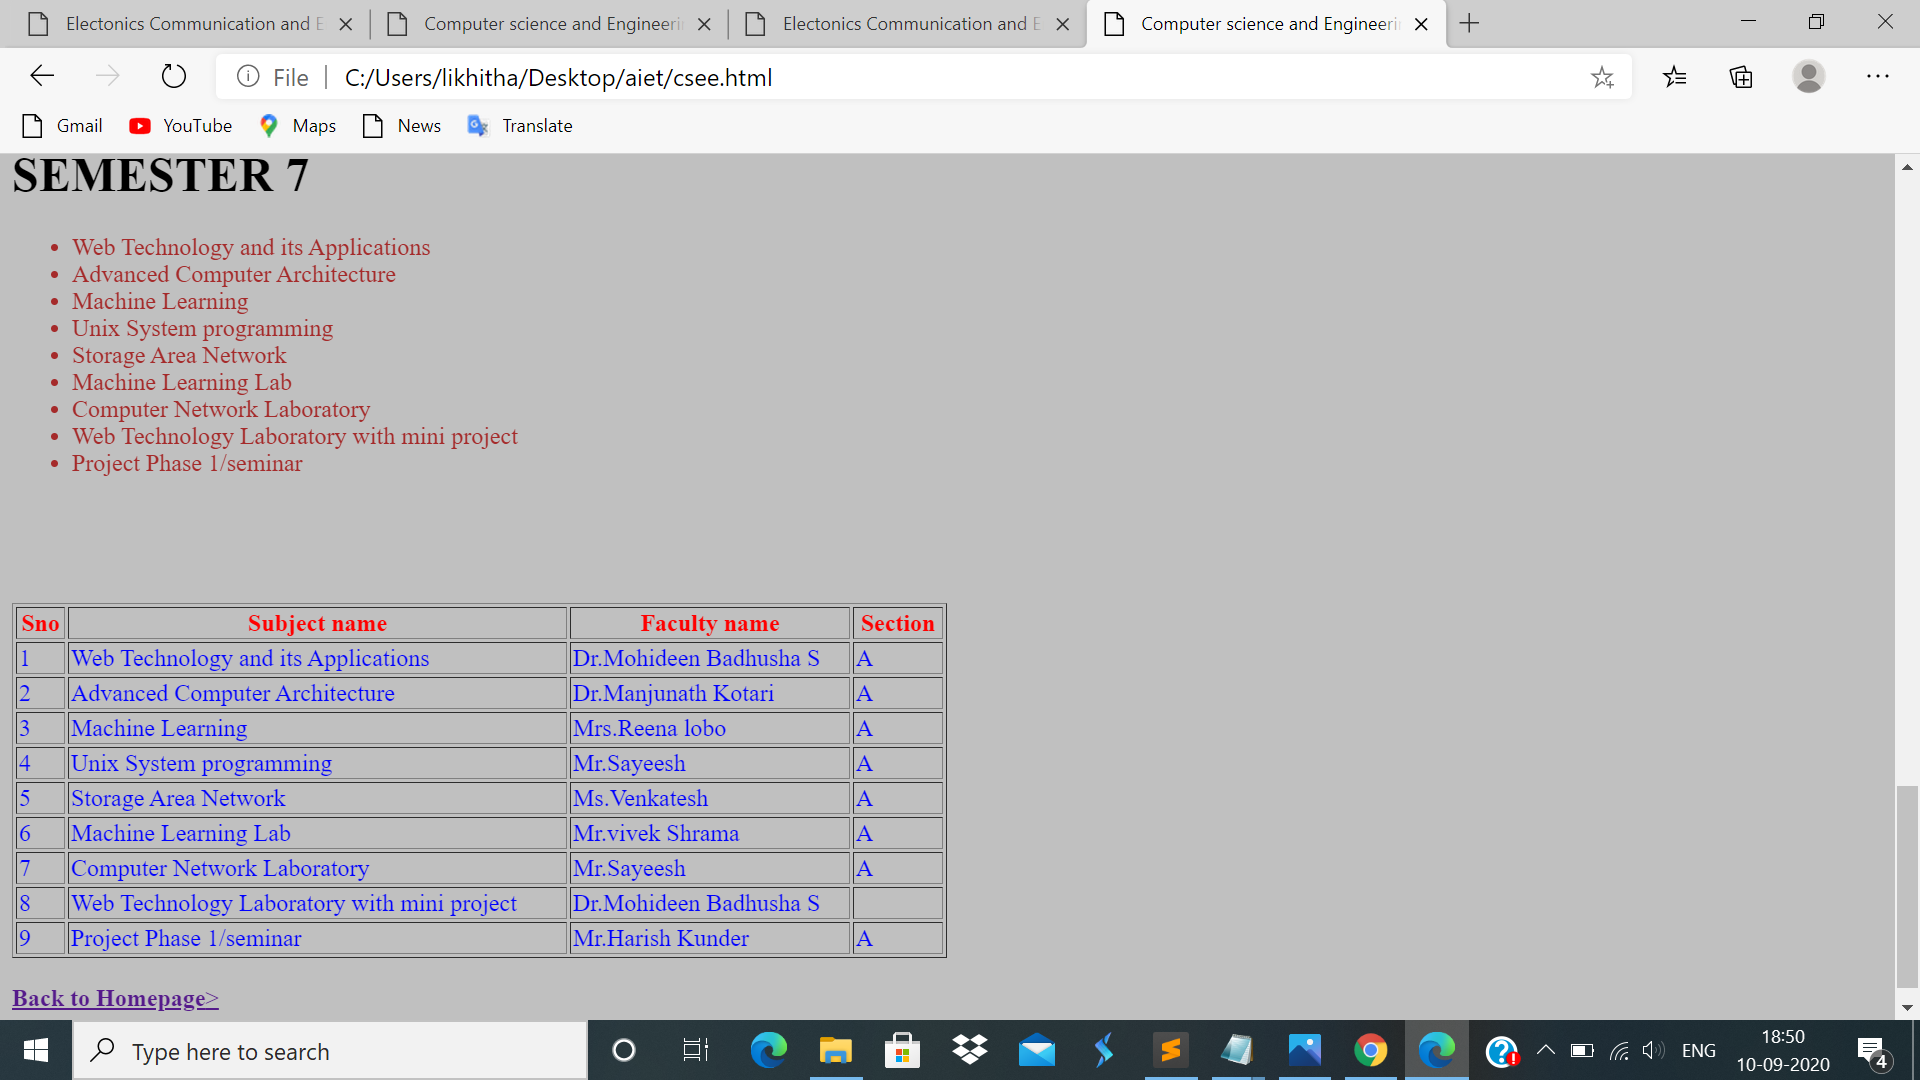 Electonics Communication and E
Computer science and Engineeri
Electonics Communication and E
Computer science and Engineeri
File
C:/Users/likhitha/Desktop/aiet/csee.html
Gmail YouTube Maps News Translate
SEMESTER 7
• Web Technology and its Applications
• Advanced Computer Architecture
• Machine Learning
• Unix System programming
• Storage Area Network
• Machine Learning Lab
• Computer Network Laboratory
• Web Technology Laboratory with mini project
• Project Phase 1/seminar
Sno Subject name Faculty name Section
1 Web Technology and its Applications Dr.Mohideen Badhusha S A
2 Advanced Computer Architecture Dr.Manjunath Kotari A
3 Machine Learning Mrs.Reena lobo A
4 Unix System programming Mr.Sayeesh A
5 Storage Area Network Ms.Venkatesh A
6 Machine Learning Lab Mr.vivek Shrama A
7 Computer Network Laboratory Mr.Sayeesh A
8 Web Technology Laboratory with mini project Dr.Mohideen Badhusha S
9 Project Phase 1/seminar Mr.Harish Kunder A
Back to Homepage>
Type here to search
ENG
18:50
10-09-2020
4